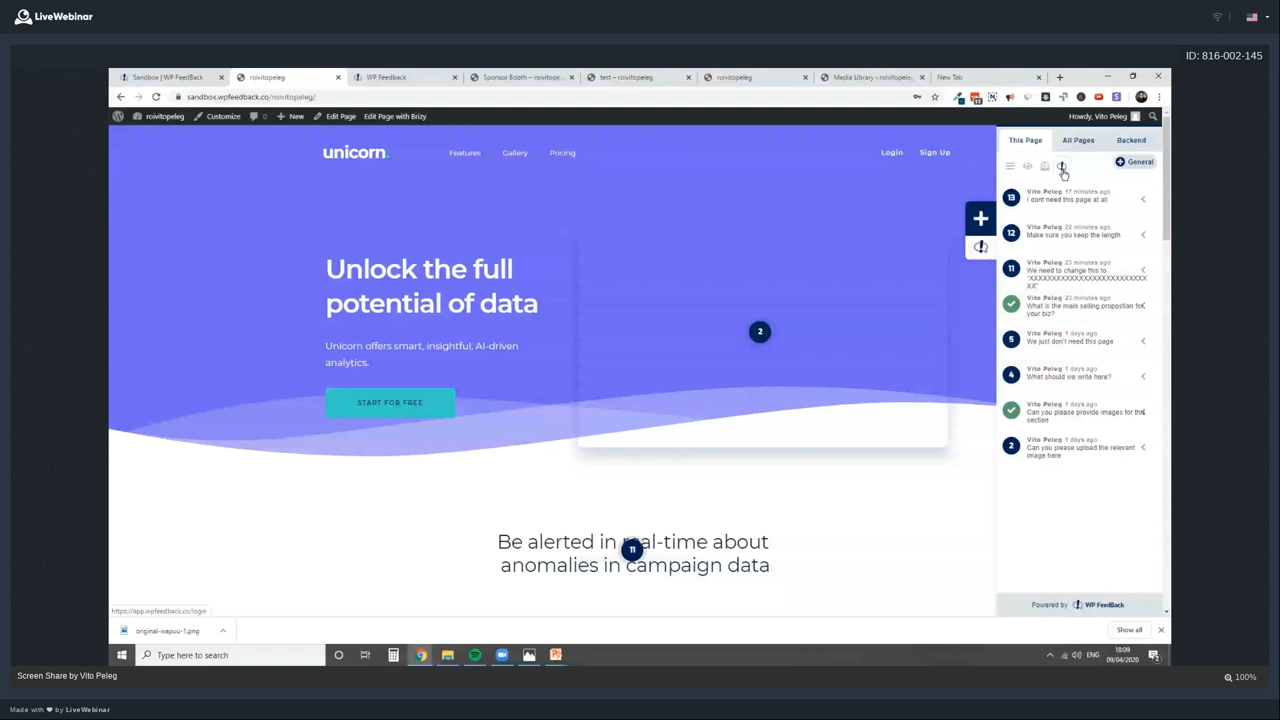 LiveWebinar
ID: 816-002-145
Sandbox | WP FeedBack
roivitopeleg
WP FeedBack
Sponsor Booth – roivitope
test – roivitopeleg
roivitopeleg
Media Library ‹ roivitopeleg
New Tab
sandbox.wpfeedback.co/roivitopeleg/
roivitopeleg
Customize
0
New
Edit Page
Edit Page with Brizy
Howdy, Vito Peleg
unicorn.
Features
Gallery
Pricing
Login
Sign Up
This Page
All Pages
Backend
General
13
Vito Peleg 17 minutes ago
I dont need this page at all
12
Vito Peleg 22 minutes ago
Make sure you keep the length
11
Vito Peleg 23 minutes ago
We need to change this to
Vito Peleg 23 minutes ago
What is the main selling propostion for
your biz?
5
Vito Peleg 1 days ago
We just don't need this page
4
Vito Peleg 1 days ago
What should we write here?
Vito Peleg 1 days ago
Can you please provide images for this
section
2
Vito Peleg 1 days ago
Can you please upload the relevant
image here
Unlock the full
potential of data
Unicorn offers smart, insightful, AI-driven
analytics.
START FOR FREE
2
Be alerted in real-time about
anomalies in campaign data
11
Powered by WP FeedBack
https://app.wpfeedback.co/login
original-wapuu-1.png
Show all
Type here to search
ENG
18:09
09/04/2020
2
Screen Share by Vito Peleg
100%
Made with ❤ by LiveWebinar